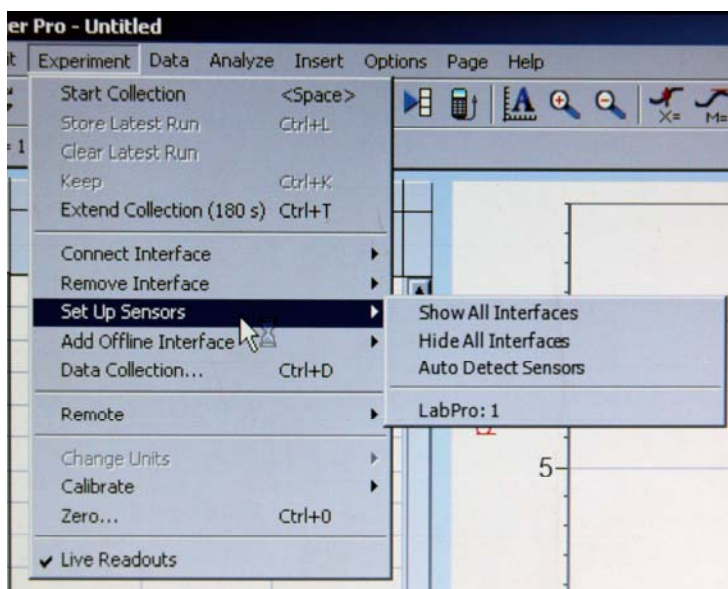 er Pro - Untitled
it Experiment Data Analyze Insert Options Page Help
Start Collection <Space>
Store Latest Run Ctrl+L
Clear Latest Run
Keep Ctrl+K
Extend Collection (180 s) Ctrl+T
Connect Interface
Remove Interface
Set Up Sensors
Add Offline Interface
Data Collection... Ctrl+D
Remote
Change Units
Calibrate
Zero... Ctrl+0
Live Readouts
Show All Interfaces
Hide All Interfaces
Auto Detect Sensors
LabPro: 1
= 1
A
X=
M=
5